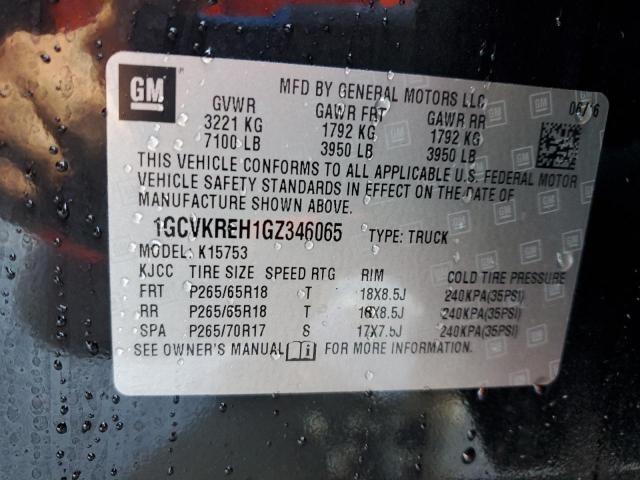 GM
MFD BY GENERAL MOTORS LLC
GVWR GAWR FRT GAWR RR 06/16
3221 KG 1792 KG 1792 KG
7100 LB 3950 LB 3950 LB
THIS VEHICLE CONFORMS TO ALL APPLICABLE U.S. FEDERAL MOTOR
VEHICLE SAFETY STANDARDS IN EFFECT ON THE DATE OF
MANUFACTURE SHOWN ABOVE.
1GCVKREH1GZ346065 TYPE: TRUCK
MODEL: K15753
KJCC TIRE SIZE SPEED RTG RIM COLD TIRE PRESSURE
FRT P265/65R18 T 18X8.5J 240KPA(35PSI)
RR P265/65R18 T 18X8.5J 240KPA(35PSI)
SPA P265/70R17 S 17X7.5J 240KPA(35PSI)
SEE OWNER'S MANUAL FOR MORE INFORMATION.